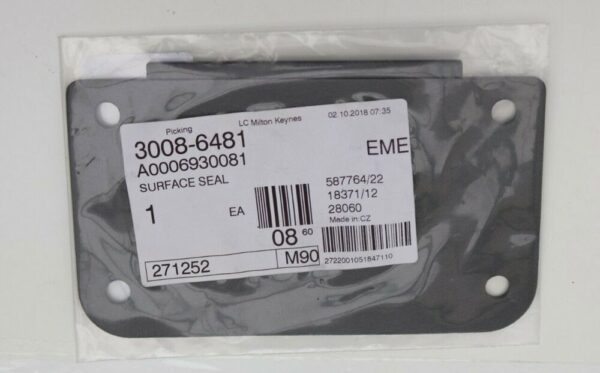 LC Milton Keynes 02.10.2018 07:35
Picking
3008-6481
A0006930081
EME
SURFACE SEAL
587764/22
18371/12
1 EA
28060
Made in:CZ
08 60
271252 M90
2722001051847110